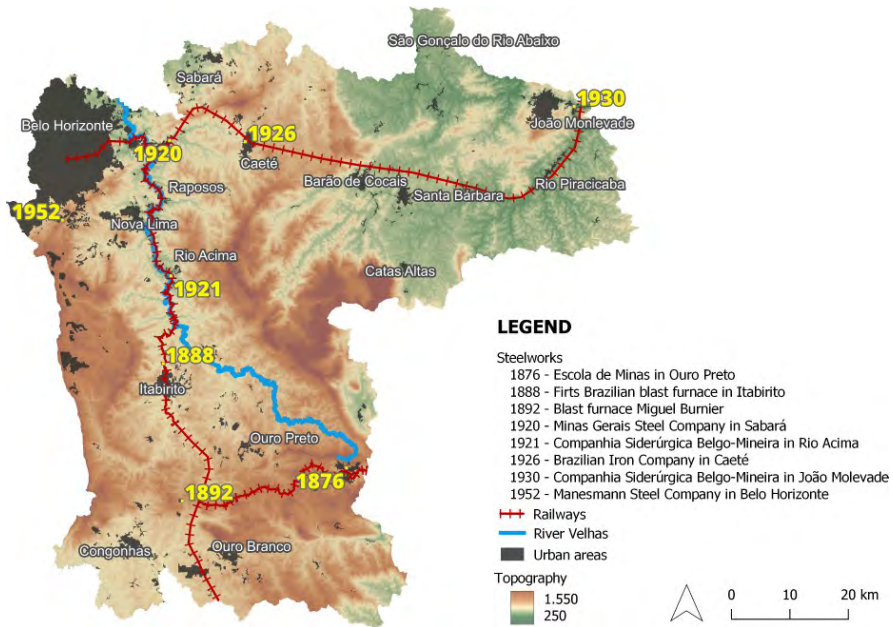 São Gonçalo do Rio Abaixo
Sabará
1930
Belo Horizonte
João Monlevade
1926
1920
Caeté
Barão de Cocais
Rio Piracicaba
Raposos
Santa Bárbara
1952
Nova Lima
Rio Acima
Catas Altas
1921
1888
Itabirito
Ouro Preto
1876
1892
Congonhas
Ouro Branco
LEGEND
Steelworks
1876 - Escola de Minas in Ouro Preto
1888 - Firts Brazilian blast furnace in Itabirito
1892 - Blast furnace Miguel Burnier
1920 - Minas Gerais Steel Company in Sabará
1921 - Companhia Siderúrgica Belgo-Mineira in Rio Acima
1926 - Brazilian Iron Company in Caeté
1930 - Companhia Siderúrgica Belgo-Mineira in João Molevade
1952 - Manesmann Steel Company in Belo Horizonte
Railways
River Velhas
Urban areas
Topography
1.550
250
0 10 20 km